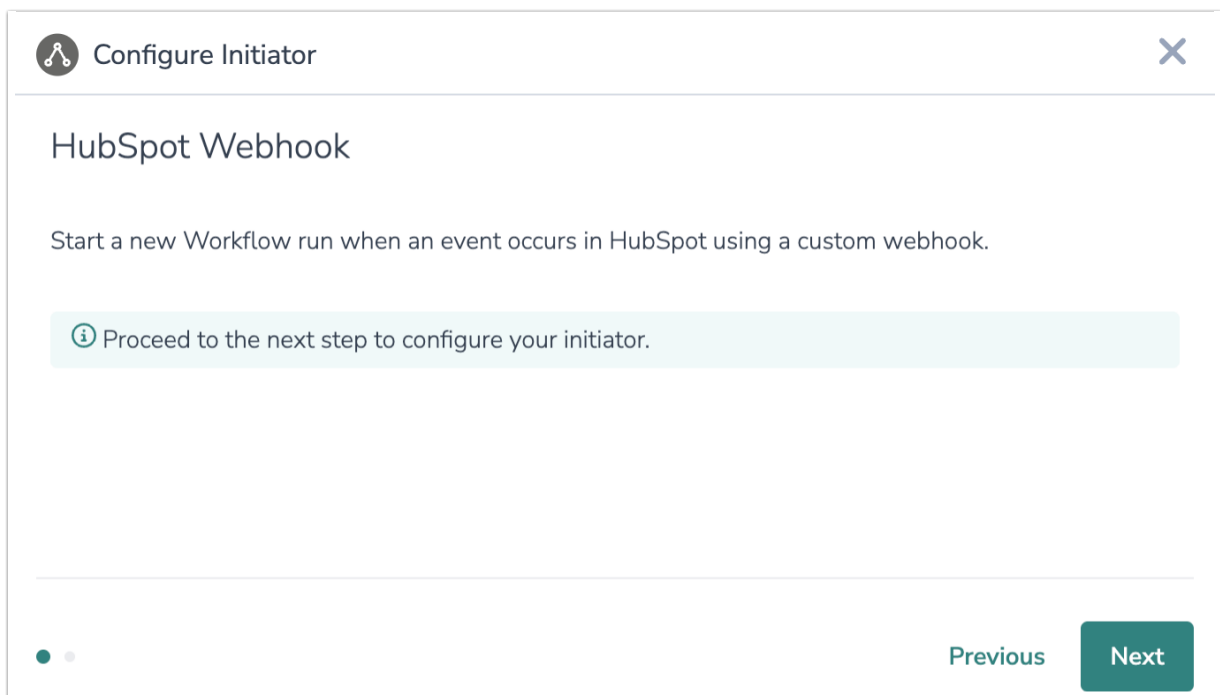 Configure Initiator
HubSpot Webhook
Start a new Workflow run when an event occurs in HubSpot using a custom webhook.
Proceed to the next step to configure your initiator.
Previous Next